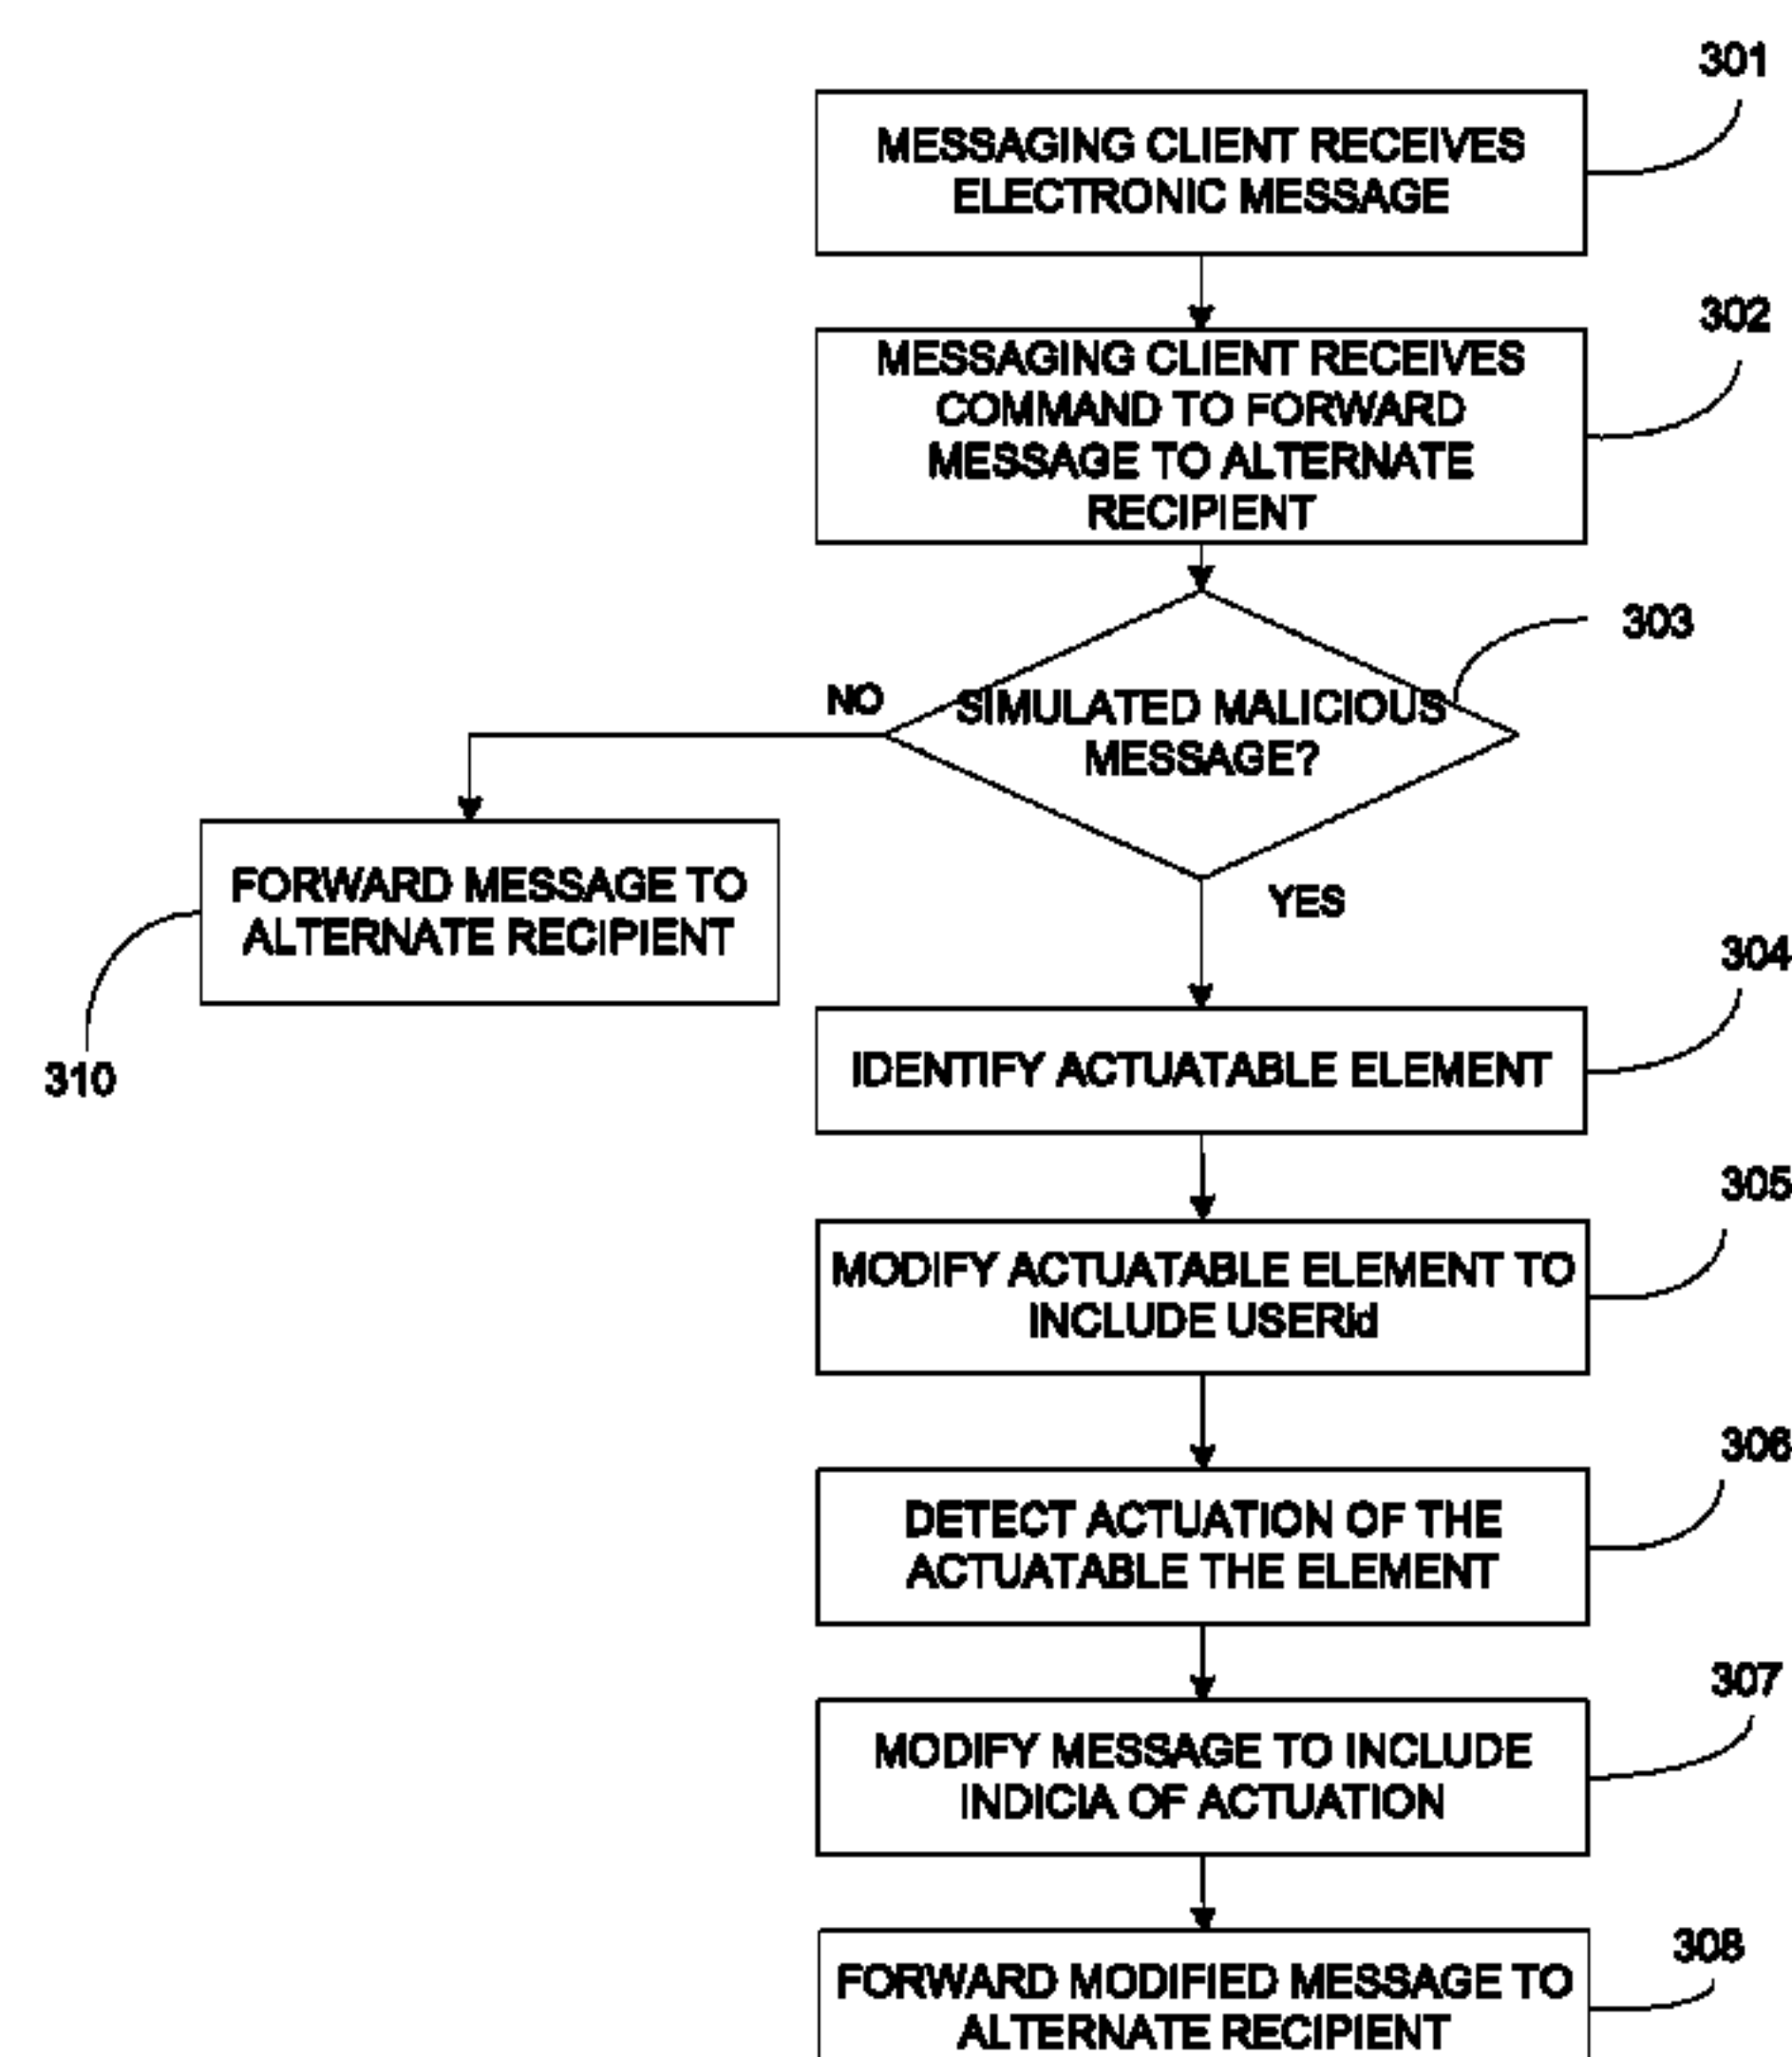 301
MESSAGING CLIENT RECEIVES
ELECTRONIC MESSAGE
302
MESSAGING CLIENT RECEIVES
COMMAND TO FORWARD
MESSAGE TO ALTERNATE
RECIPIENT
303
SIMULATED MALICIOUS
MESSAGE?
NO
YES
FORWARD MESSAGE TO
ALTERNATE RECIPIENT
310
304
IDENTIFY ACTUATABLE ELEMENT
305
MODIFY ACTUATABLE ELEMENT TO
INCLUDE USERId
306
DETECT ACTUATION OF THE
ACTUATABLE THE ELEMENT
307
MODIFY MESSAGE TO INCLUDE
INDICIA OF ACTUATION
308
FORWARD MODIFIED MESSAGE TO
ALTERNATE RECIPIENT